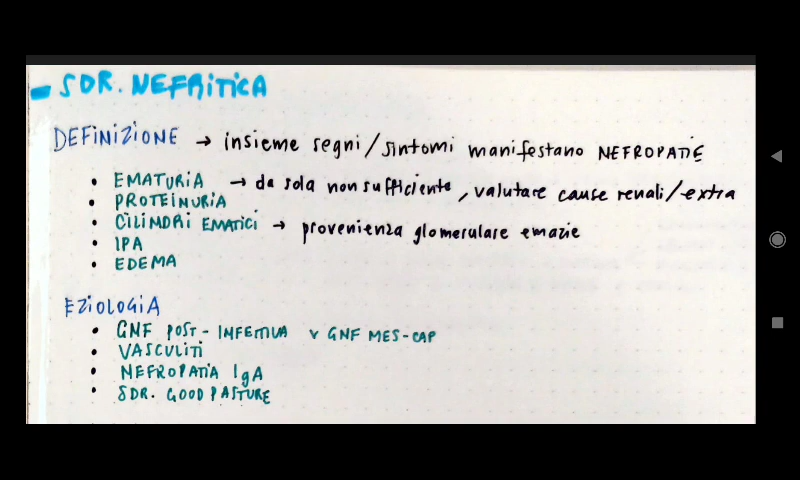 SDR. NEFRITICA
DEFINIZIONE → insieme segni/sintomi manifestano NEFROPATIE
• EMATURIA → da sola non sufficiente, valutare cause renali/extra
• PROTEINURIA
• CILINDRI EMATICI → provenienza glomerulare emazie
• IPA
• EDEMA
EZIOLOGIA
• GNF POST-INFETTIVA v GNF MES-CAP
• VASCULITI
• NEFROPATIA IgA
• SDR. GOODPASTURE